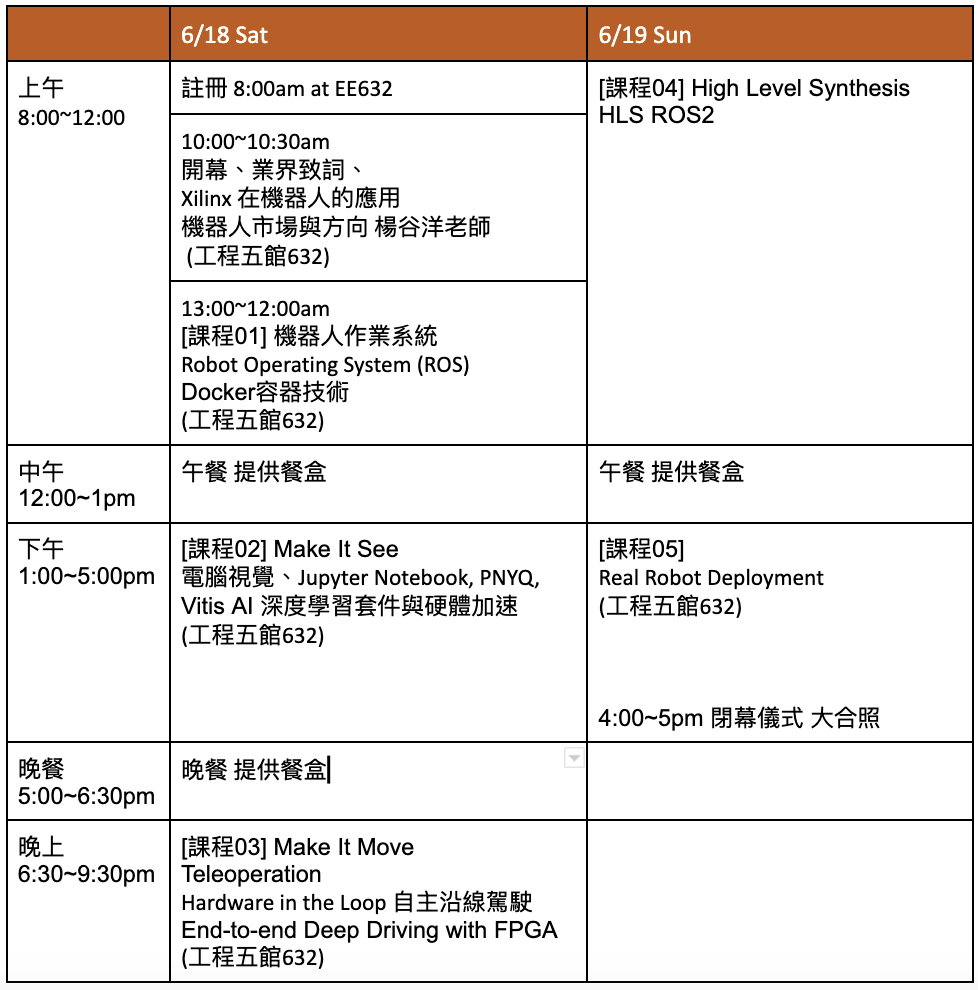 6/18 Sat
6/19 Sun
上午
8:00~12:00
註冊 8:00am at EE632
10:00~10:30am
開幕、業界致詞、
Xilinx 在機器人的應用
機器人市場與方向 楊谷洋老師
(工程五館632)
13:00~12:00am
[課程01] 機器人作業系統
Robot Operating System (ROS)
Docker容器技術
(工程五館632)
[課程04] High Level Synthesis
HLS ROS2
中午
12:00~1pm
午餐 提供餐盒
午餐 提供餐盒
下午
1:00~5:00pm
[課程02] Make It See
電腦視覺、Jupyter Notebook, PNYQ,
Vitis AI 深度學習套件與硬體加速
(工程五館632)
[課程05]
Real Robot Deployment
(工程五館632)
4:00~5pm 閉幕儀式 大合照
晚餐
5:00~6:30pm
晚餐 提供餐盒
晚上
6:30~9:30pm
[課程03] Make It Move
Teleoperation
Hardware in the Loop 自主沿線駕駛
End-to-end Deep Driving with FPGA
(工程五館632)